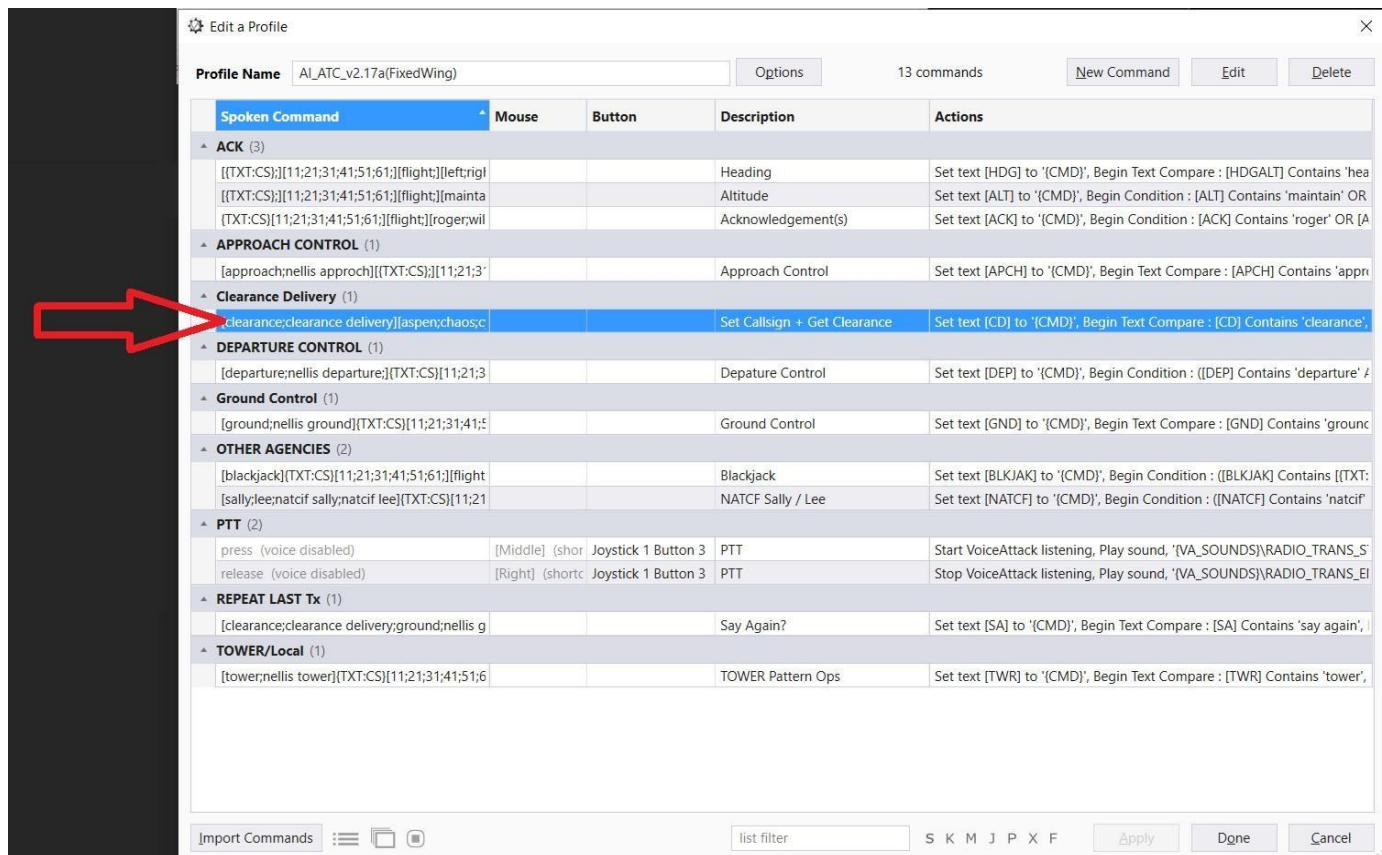 Edit a Profile
Profile Name AI_ATC_v2.17a(FixedWing) Options 13 commands New Command Edit Delete
Spoken Command Mouse Button Description Actions
ACK (3)
[{TXT:CS};][11;21;31;41;51;61;][flight;][left;righ Heading Set text [HDG] to '{CMD}', Begin Text Compare : [HDGALT] Contains 'hea
[{TXT:CS};][11;21;31;41;51;61;][flight;][mainta Altitude Set text [ALT] to '{CMD}', Begin Condition : [ALT] Contains 'maintain' OR
{TXT:CS}[11;21;31;41;51;61;][flight;][roger;wil Acknowledgement(s) Set text [ACK] to '{CMD}', Begin Condition : [ACK] Contains 'roger' OR [A
APPROACH CONTROL (1)
[approach;nellis approch][{TXT:CS};][11;21;3 Approach Control Set text [APCH] to '{CMD}', Begin Text Compare : [APCH] Contains 'appr
Clearance Delivery (1)
[clearance;clearance delivery][aspen;chaos;c Set Callsign + Get Clearance Set text [CD] to '{CMD}', Begin Text Compare : [CD] Contains 'clearance',
DEPARTURE CONTROL (1)
[departure;nellis departure;]{TXT:CS}[11;21;3 Depature Control Set text [DEP] to '{CMD}', Begin Condition : ([DEP] Contains 'departure' A
Ground Control (1)
[ground;nellis ground]{TXT:CS}[11;21;31;41;5 Ground Control Set text [GND] to '{CMD}', Begin Text Compare : [GND] Contains 'grounc
OTHER AGENCIES (2)
[blackjack]{TXT:CS}[11;21;31;41;51;61;][flight Blackjack Set text [BLKJAK] to '{CMD}', Begin Condition : ([BLKJAK] Contains [{TXT:
[sally;lee;natcif sally;natcif lee]{TXT:CS}[11;21 NATCF Sally / Lee Set text [NATCF] to '{CMD}', Begin Condition : ([NATCF] Contains 'natcif'
PTT (2)
press (voice disabled) [Middle] (shor Joystick 1 Button 3 PTT Start VoiceAttack listening, Play sound, '{VA_SOUNDS}\RADIO_TRANS_S
release (voice disabled) [Right] (shortc Joystick 1 Button 3 PTT Stop VoiceAttack listening, Play sound, '{VA_SOUNDS}\RADIO_TRANS_E
REPEAT LAST Tx (1)
[clearance;clearance delivery;ground;nellis g Say Again? Set text [SA] to '{CMD}', Begin Text Compare : [SA] Contains 'say again',
TOWER/Local (1)
[tower;nellis tower]{TXT:CS}[11;21;31;41;51;6 TOWER Pattern Ops Set text [TWR] to '{CMD}', Begin Text Compare : [TWR] Contains 'tower',
Import Commands list filter S K M J P X F Apply Done Cancel